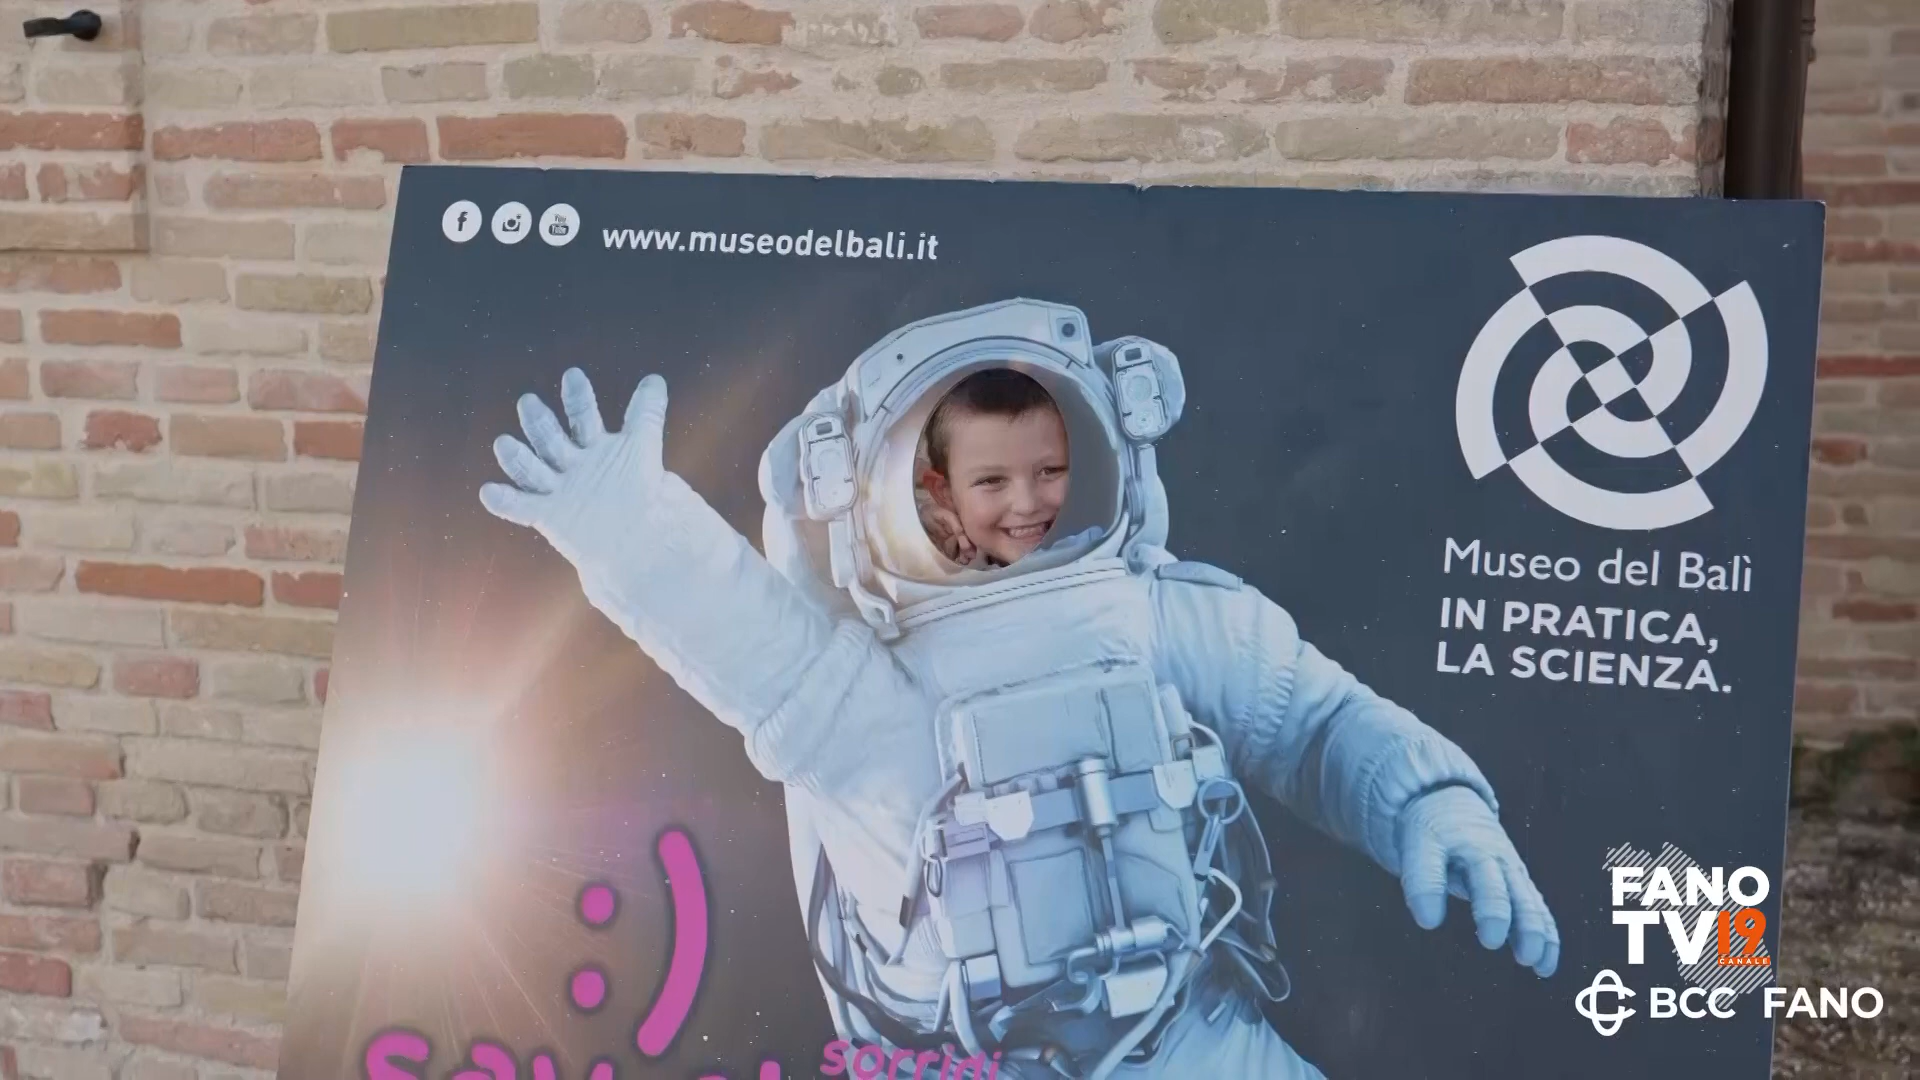 www.museodelbali.it
Museo del Balì
IN PRATICA,
LA SCIENZA.
:)
sorridi
FANO
TV19
CANALE
BCC FANO